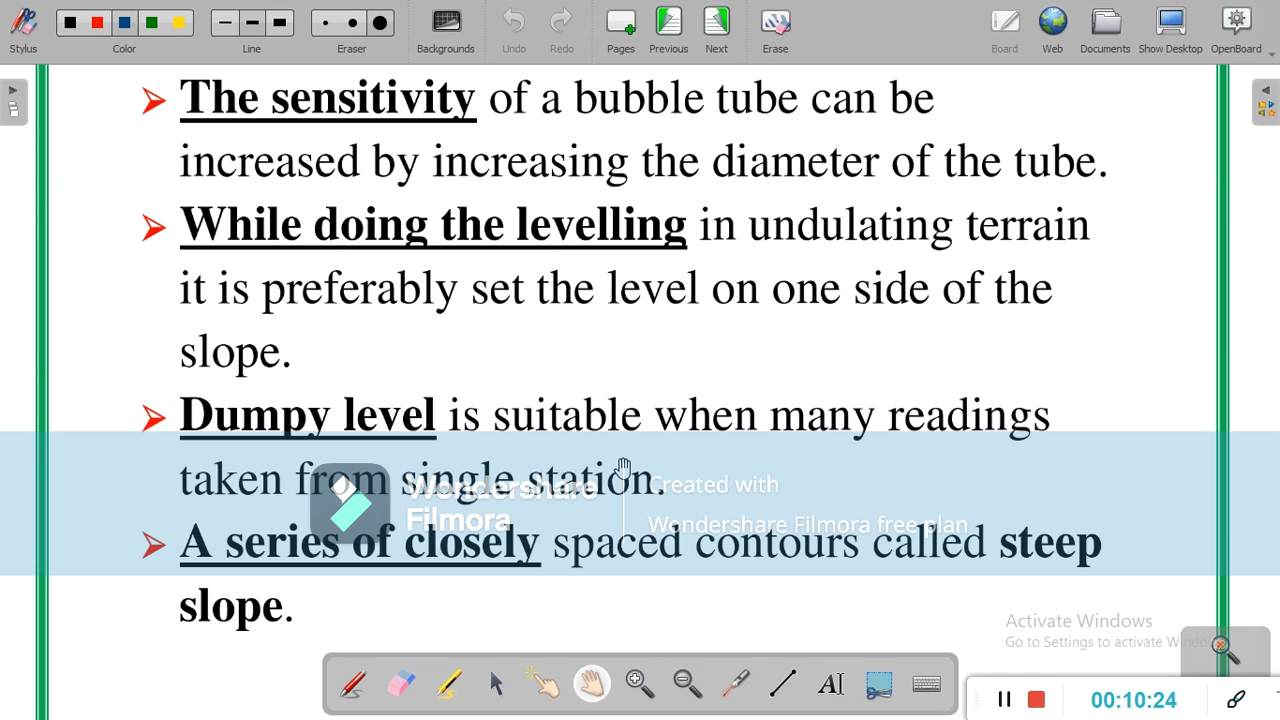 Stylus
Color
Line
Eraser
Backgrounds
Undo
Redo
Pages
Previous
Next
Erase
Board
Web
Documents
Show Desktop
OpenBoard
➢ The sensitivity of a bubble tube can be
increased by increasing the diameter of the tube.
➢ While doing the levelling in undulating terrain
it is preferably set the level on one side of the
slope.
➢ Dumpy level is suitable when many readings
taken from single station.
Wondershare
Filmora
Created with
Wondershare Filmora free plan
➢ A series of closely spaced contours called steep
slope.
Activate Windows
Go to Settings to activate Windows
00:10:24